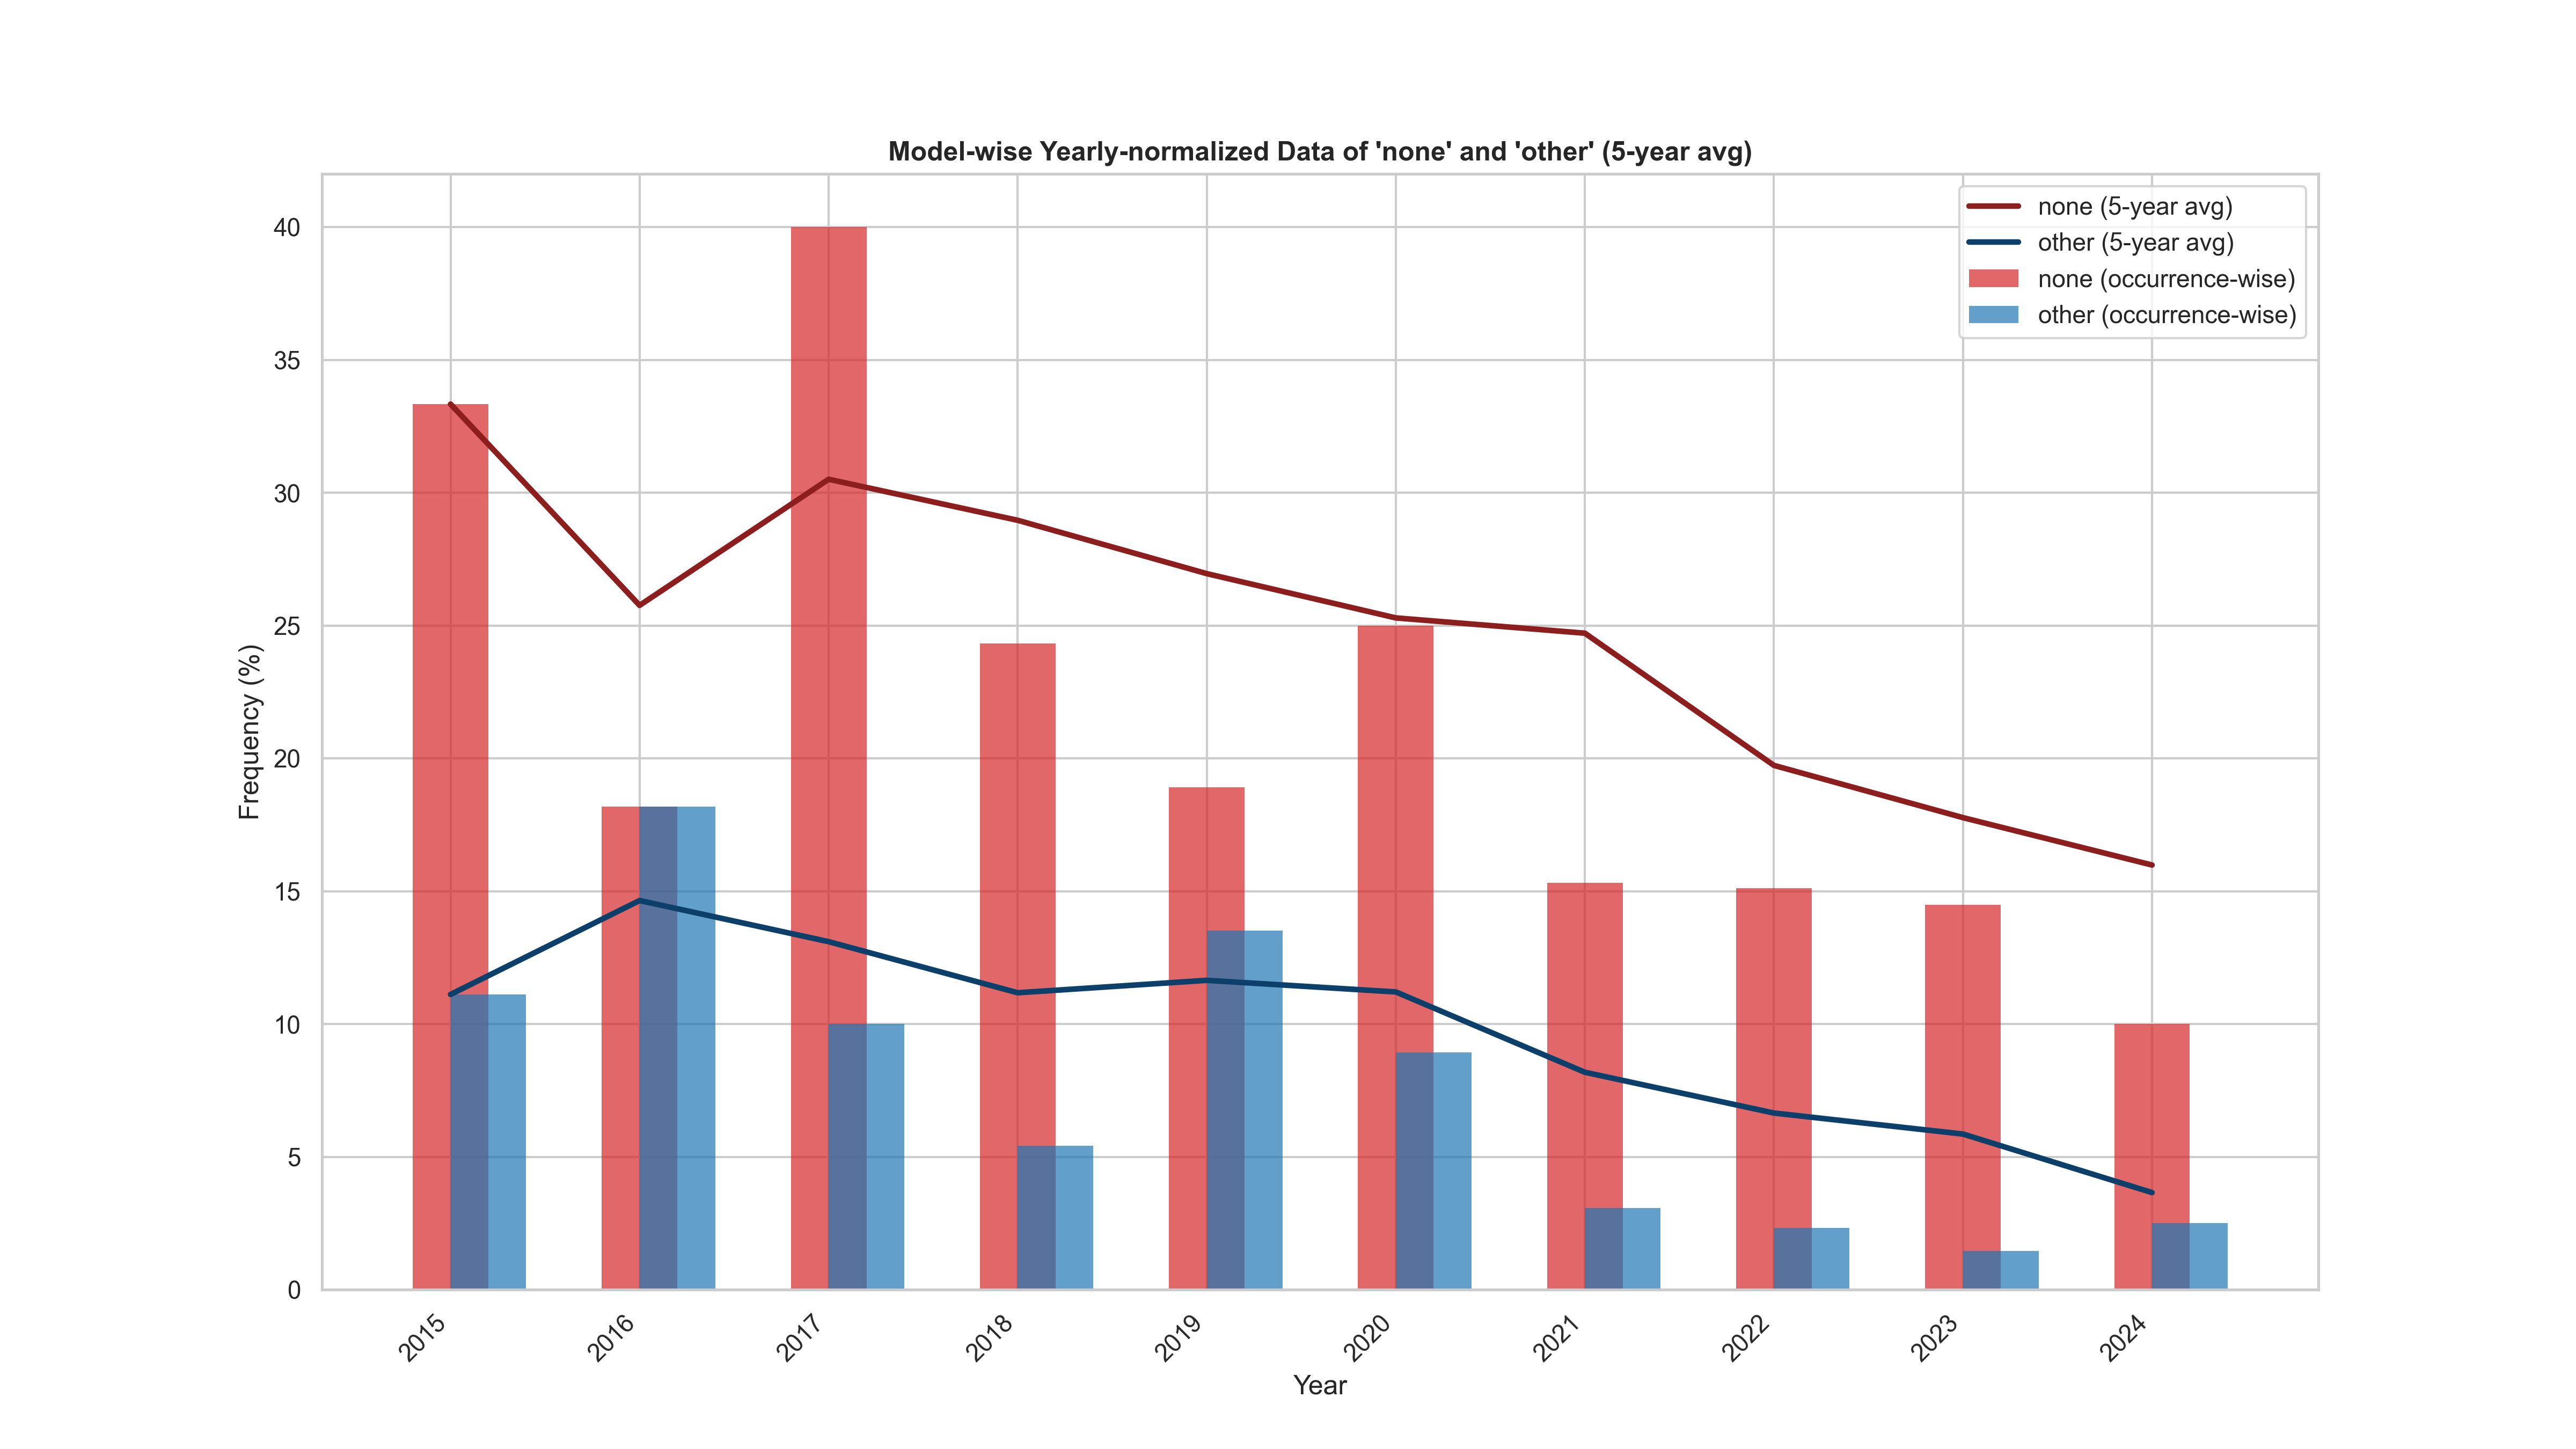 Model-wise Yearly-normalized Data of 'none' and 'other' (5-year avg)
none (5-year avg)
other (5-year avg)
none (occurrence-wise)
other (occurrence-wise)
Frequency (%)
40
35
30
25
20
15
10
5
0
2015
2016
2017
2018
2019
2020
2021
2022
2023
2024
Year